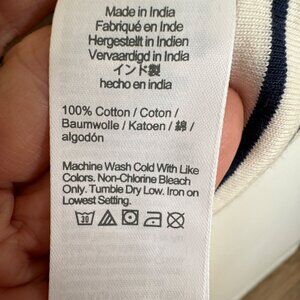 Made in India
Fabriqué en Inde
Hergestellt in Indien
Vervaardigd in India
インド製
hecho en india
100% Cotton / Coton /
Baumwolle / Katoen / 綿 /
algodón
Machine Wash Cold With Like
Colors. Non-Chlorine Bleach
Only. Tumble Dry Low. Iron on
Lowest Setting.
30